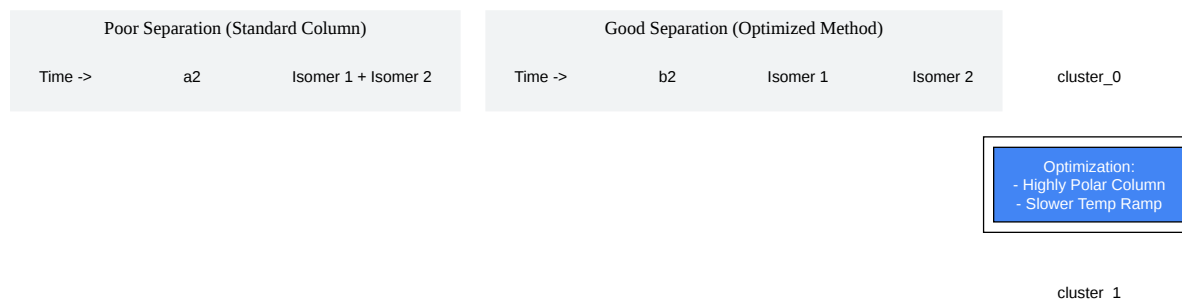 Poor Separation (Standard Column)
Time -> a2 Isomer 1 + Isomer 2
Good Separation (Optimized Method)
Time -> b2 Isomer 1 Isomer 2
cluster_0
Optimization:
- Highly Polar Column
- Slower Temp Ramp
cluster_1